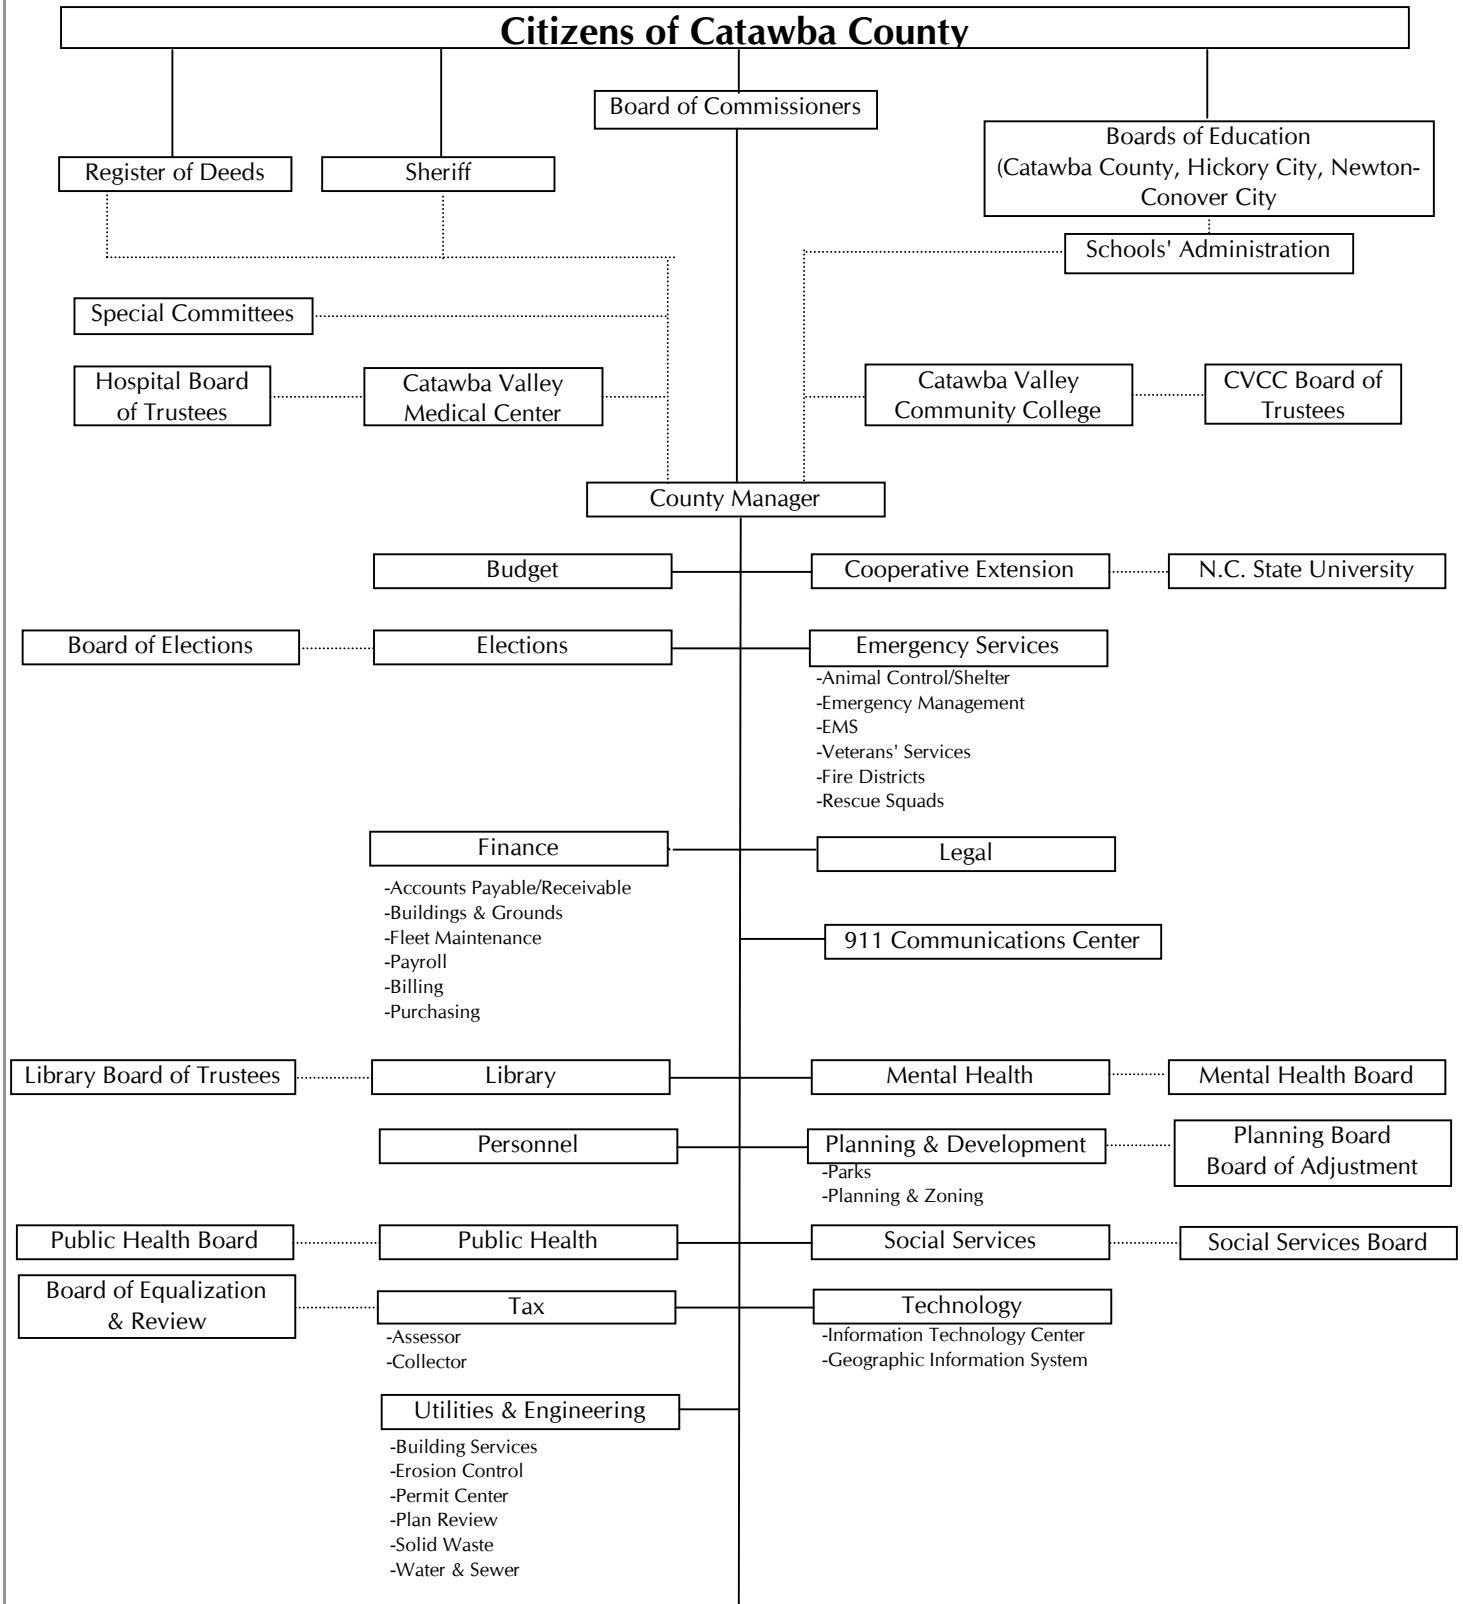 Citizens of Catawba County
Board of Commissioners
Boards of Education
(Catawba County, Hickory City, Newton-
Conover City
Register of Deeds
Sheriff
Schools' Administration
Special Committees
Hospital Board
of Trustees
Catawba Valley
Medical Center
Catawba Valley
Community College
CVCC Board of
Trustees
County Manager
Budget
Cooperative Extension
N.C. State University
Board of Elections
Elections
Emergency Services
-Animal Control/Shelter
-Emergency Management
-EMS
-Veterans' Services
-Fire Districts
-Rescue Squads
Finance
-Accounts Payable/Receivable
-Buildings & Grounds
-Fleet Maintenance
-Payroll
-Billing
-Purchasing
Legal
911 Communications Center
Library Board of Trustees
Library
Mental Health
Mental Health Board
Personnel
Planning & Development
-Parks
-Planning & Zoning
Planning Board
Board of Adjustment
Public Health Board
Public Health
Social Services
Social Services Board
Board of Equalization
& Review
Tax
-Assessor
-Collector
Technology
-Information Technology Center
-Geographic Information System
Utilities & Engineering
-Building Services
-Erosion Control
-Permit Center
-Plan Review
-Solid Waste
-Water & Sewer